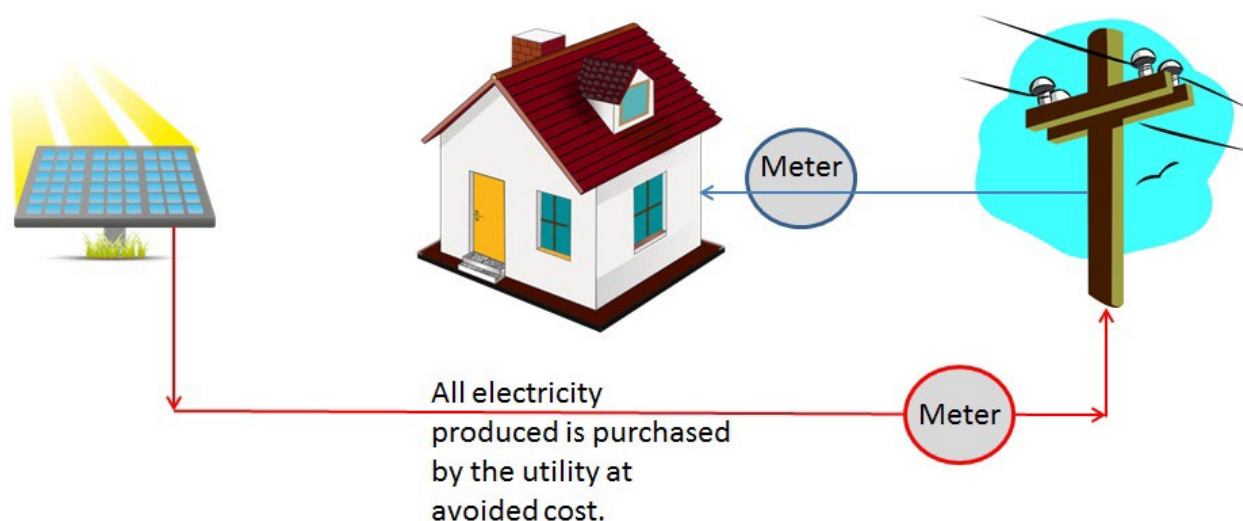 Meter
All electricity
produced is purchased
by the utility at
avoided cost.
Meter